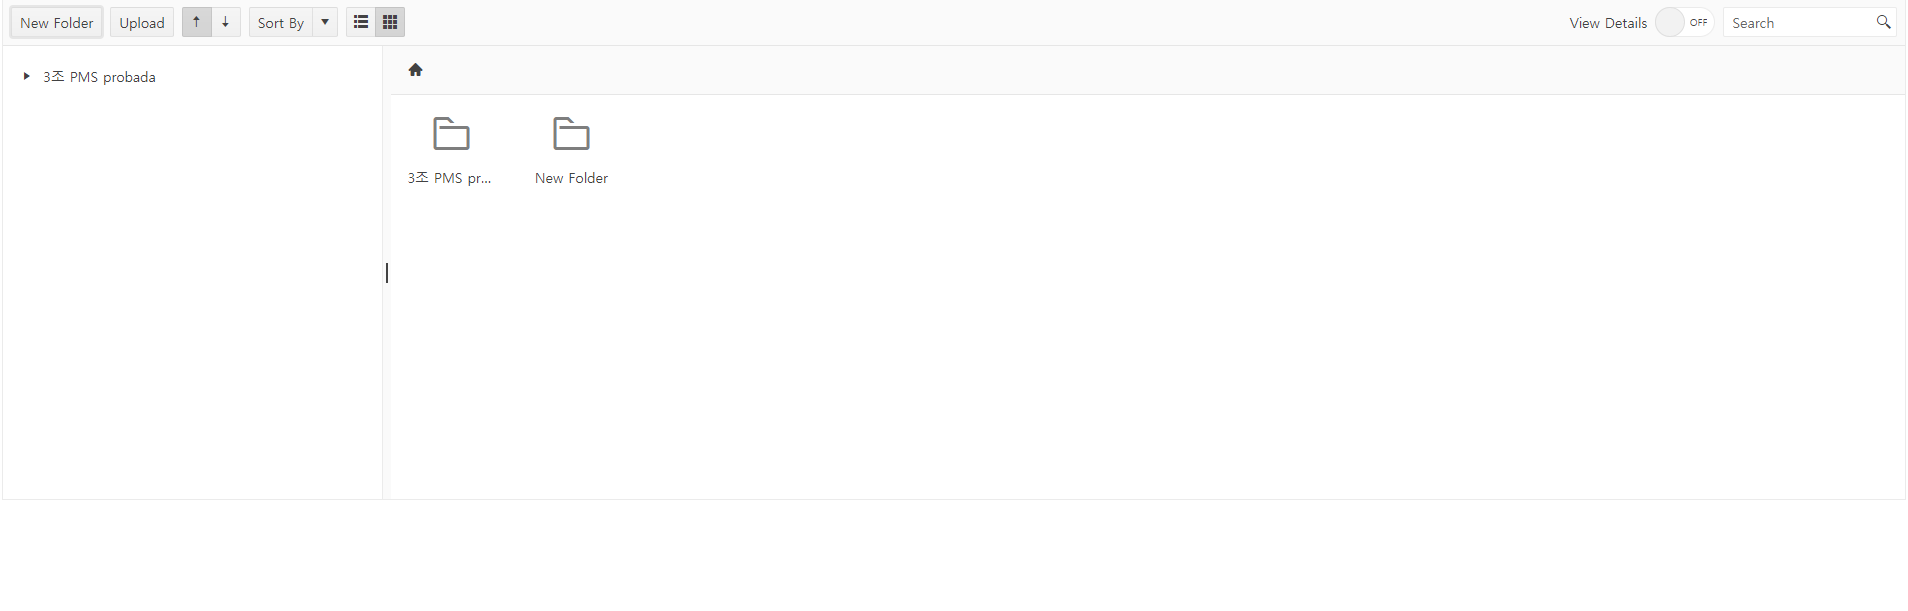 New Folder Upload Sort By View Details OFF Search
3조 PMS probada
3조 PMS pr... New Folder